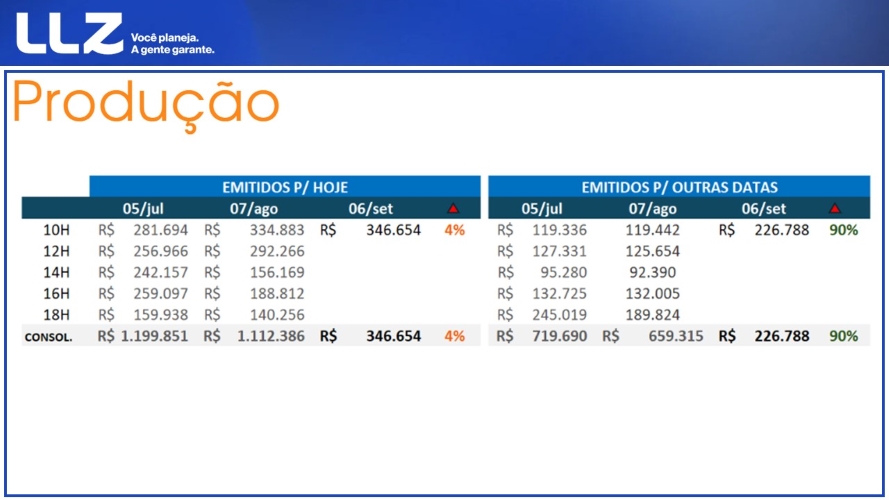 LLZ
Você planeja.
A gente garante.
Produção
EMITIDOS P/ HOJE EMITIDOS P/ OUTRAS DATAS
05/jul 07/ago 06/set 05/jul 07/ago 06/set
10H R$ 281.694 R$ 334.883 R$ 346.654 4% R$ 119.336 119.442 R$ 226.788 90%
12H R$ 256.966 R$ 292.266 R$ 127.331 125.654
14H R$ 242.157 R$ 156.169 R$ 95.280 92.390
16H R$ 259.097 R$ 188.812 R$ 132.725 132.005
18H R$ 159.938 R$ 140.256 R$ 245.019 189.824
CONSOL. R$ 1.199.851 R$ 1.112.386 R$ 346.654 4% R$ 719.690 R$ 659.315 R$ 226.788 90%